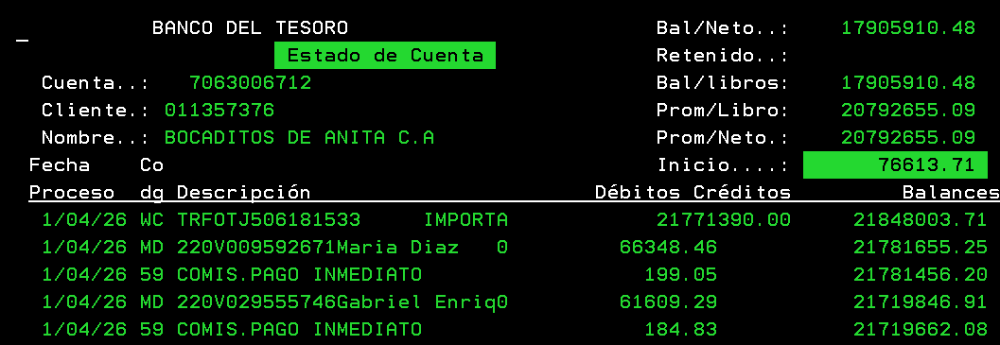 BANCO DEL TESORO Bal/Neto..: 17905910.48
Estado de Cuenta Retenido..:
Cuenta..: 7063006712 Bal/libros: 17905910.48
Cliente.: 011357376 Prom/Libro: 20792655.09
Nombre..: BOCADITOS DE ANITA C.A Prom/Neto.: 20792655.09
Fecha Co Inicio....: 76613.71
Proceso dg Descripción Débitos Créditos Balances
1/04/26 WC TRFOTJ506181533 IMPORTA 21771390.00 21848003.71
1/04/26 MD 220V009592671Maria Diaz 0 66348.46 21781655.25
1/04/26 59 COMIS.PAGO INMEDIATO 199.05 21781456.20
1/04/26 MD 220V029555746Gabriel Enriq0 61609.29 21719846.91
1/04/26 59 COMIS.PAGO INMEDIATO 184.83 21719662.08